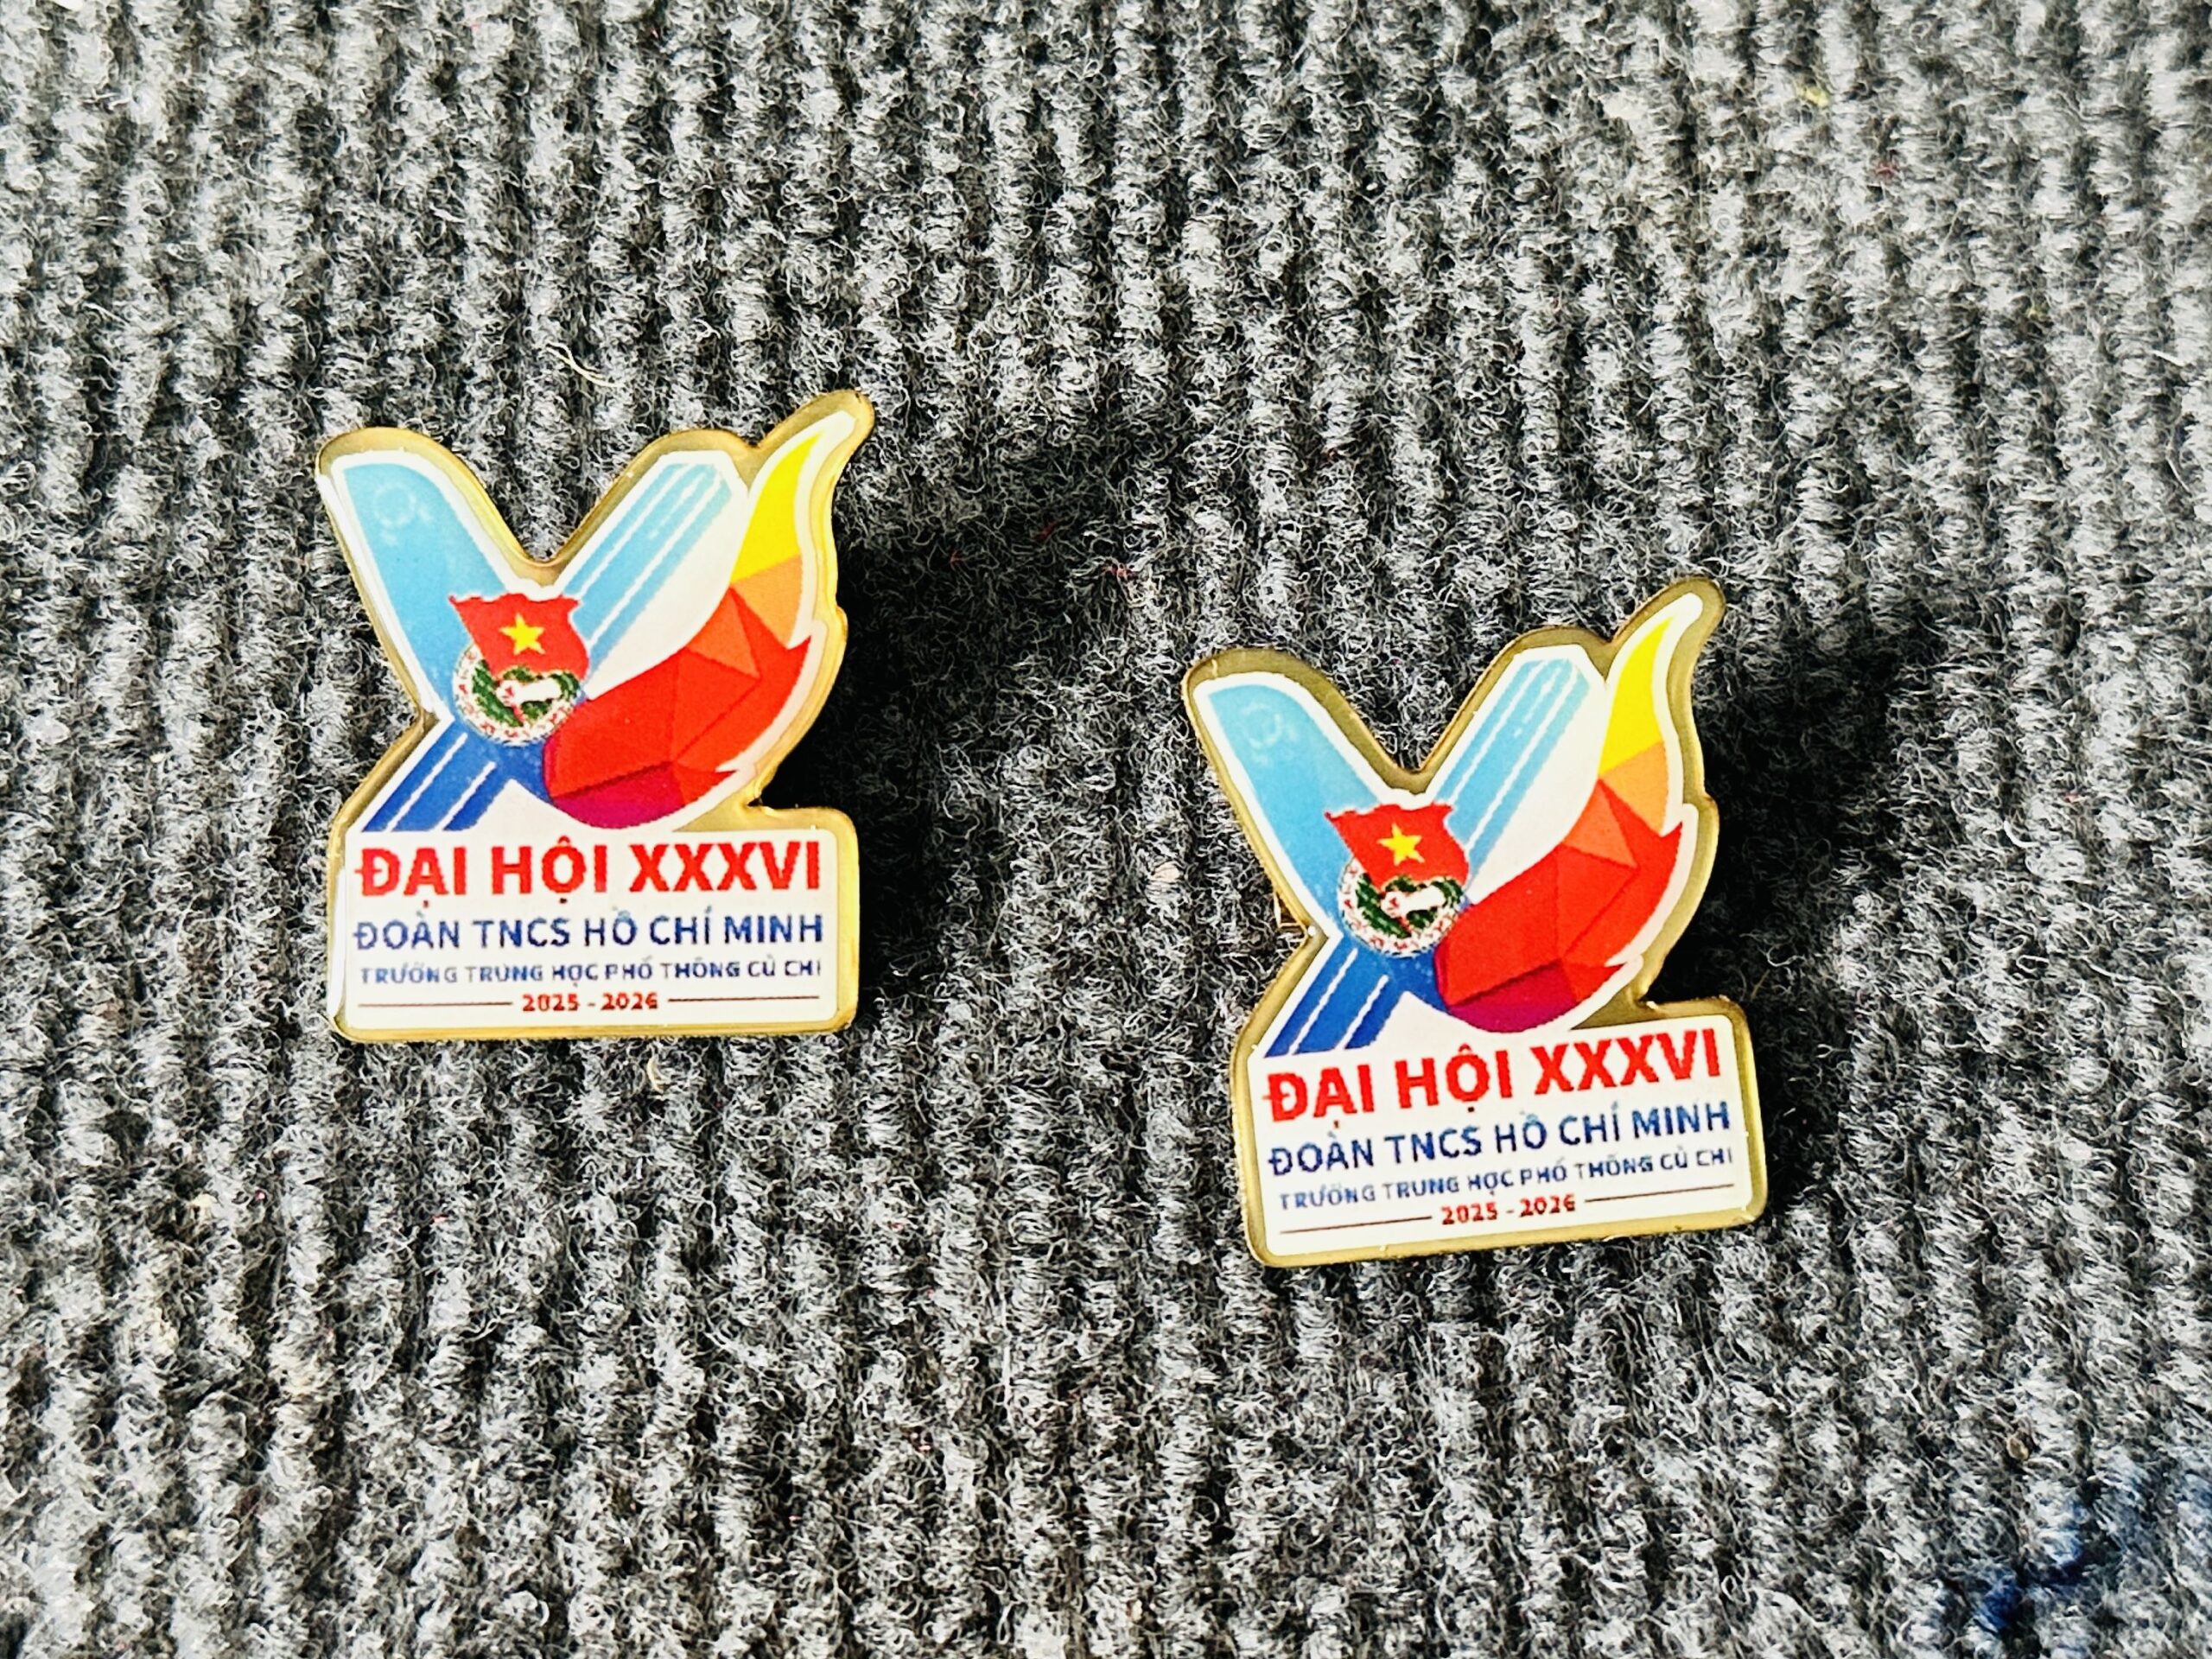 ĐẠI HỘI XXXVI
ĐOÀN TNCS HỒ CHÍ MINH
TRƯỜNG TRUNG HỌC PHỔ THÔNG CỦ CHI
2025 - 2026
ĐẠI HỘI XXXVI
ĐOÀN TNCS HỒ CHÍ MINH
TRƯỜNG TRUNG HỌC PHỔ THÔNG CỦ CHI
2025 - 2026